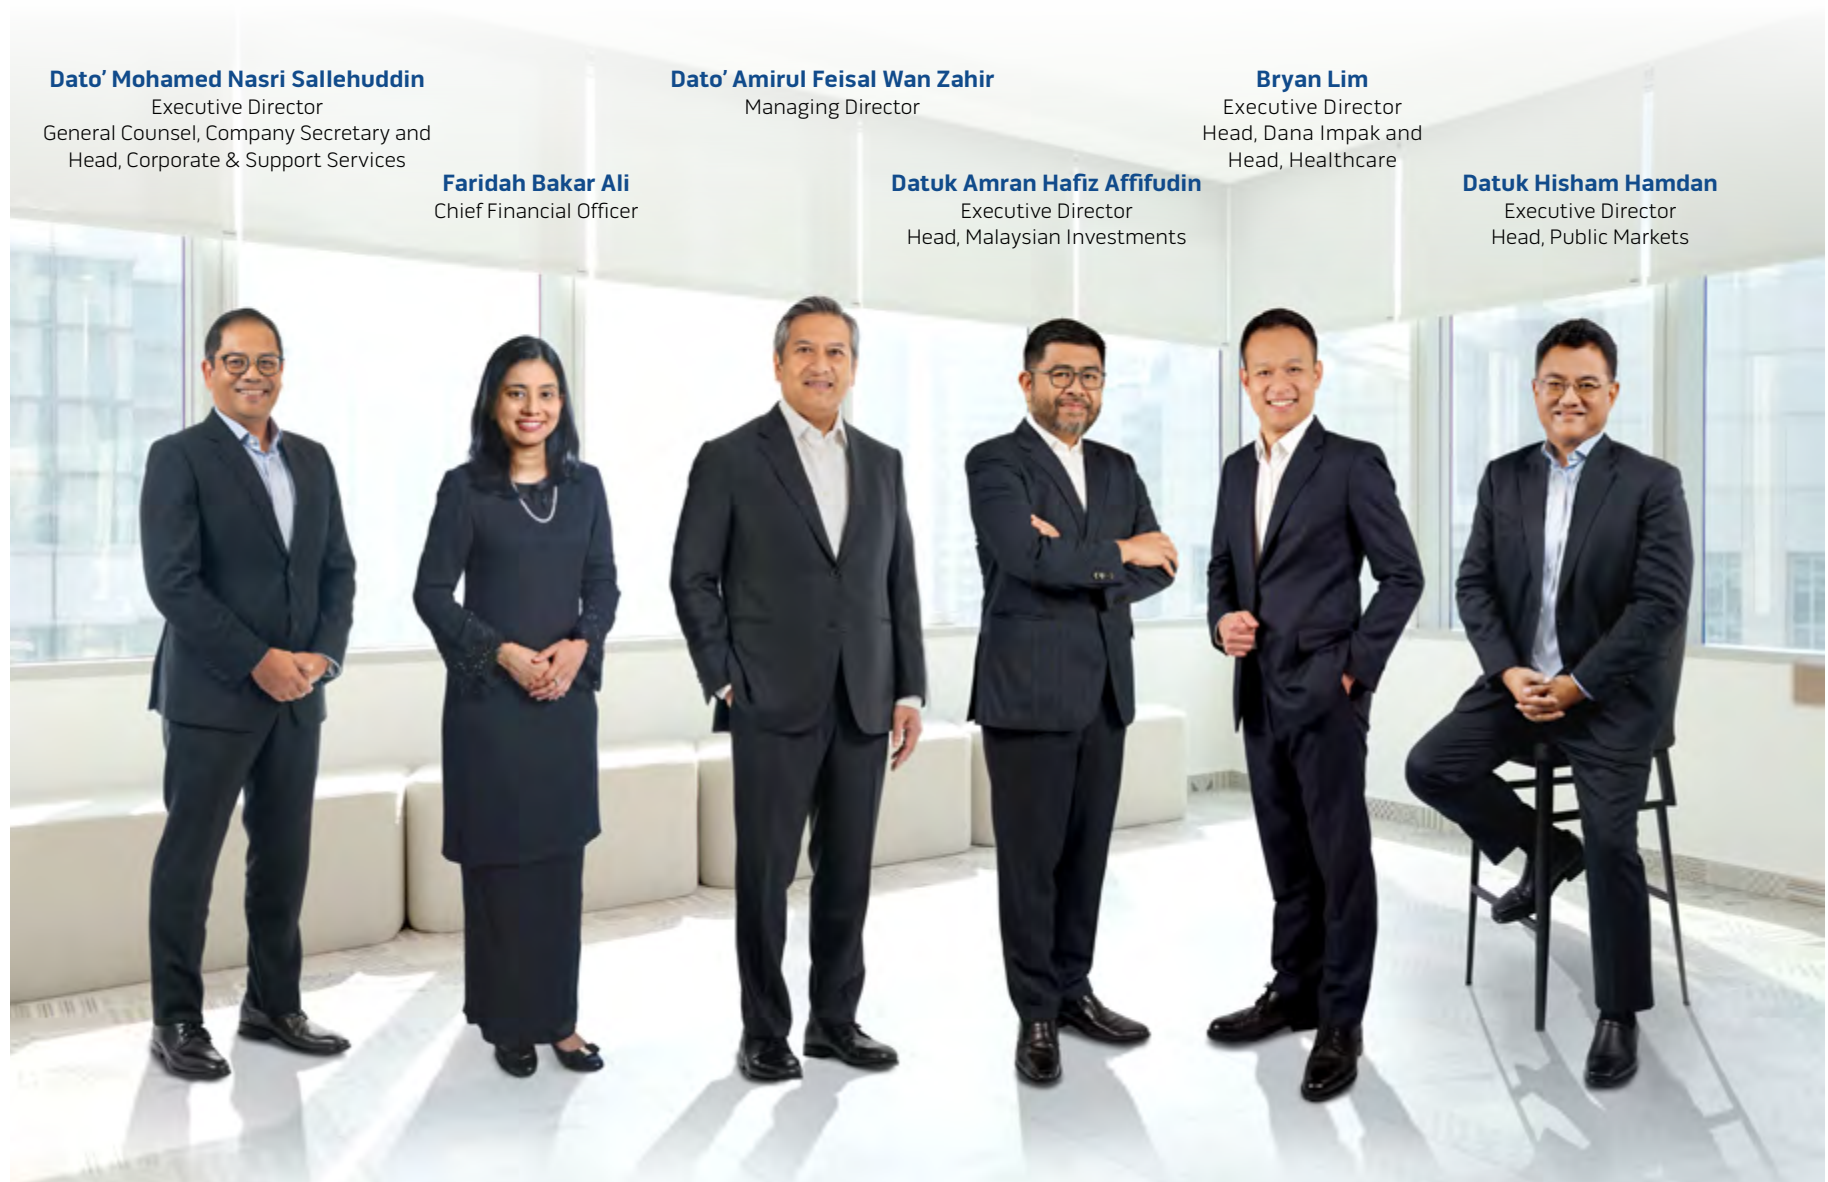 Dato’ Mohamed Nasri Sallehuddin
Executive Director
General Counsel, Company Secretary and
Head, Corporate & Support Services
Faridah Bakar Ali
Chief Financial Officer
Dato’ Amirul Feisal Wan Zahir
Managing Director
Datuk Amran Hafiz Affifudin
Executive Director
Head, Malaysian Investments
Bryan Lim
Executive Director
Head, Dana Impak and
Head, Healthcare
Datuk Hisham Hamdan
Executive Director
Head, Public Markets